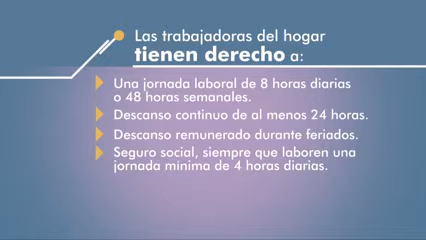 Las trabajadoras del hogar
tienen derecho a:
Una jornada laboral de 8 horas diarias
o 48 horas semanales.
Descanso continuo de al menos 24 horas.
Descanso remunerado durante feriados.
Seguro social, siempre que laboren una
jornada mínima de 4 horas diarias.